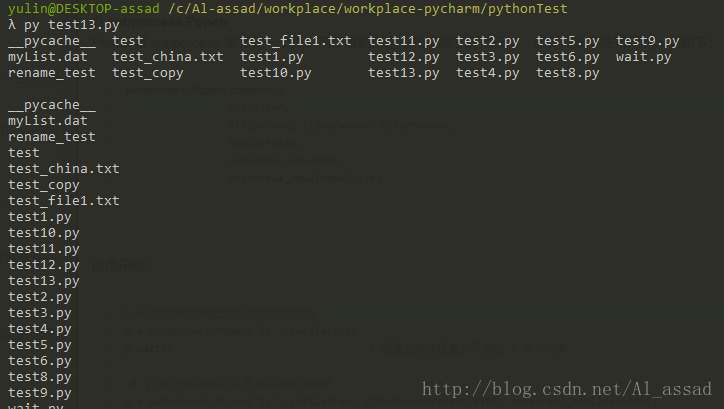 yulin@DESKTOP-assad /c/Al-assad/workplace/workplace-pycharm/pythonTest
λ py test13.py
__pycache__  test            test_file1.txt  test11.py  test2.py  test5.py  test9.py
myList.dat   test_china.txt  test1.py        test12.py  test3.py  test6.py  wait.py
rename_test  test_copy       test10.py       test13.py  test4.py  test8.py
__pycache__
myList.dat
rename_test
test
test_china.txt
test_copy
test_file1.txt
test1.py
test10.py
test11.py
test12.py
test13.py
test2.py
test3.py
test4.py
test5.py
test6.py
test8.py
test9.py
wait.py
http://blog.csdn.net/Al_assad